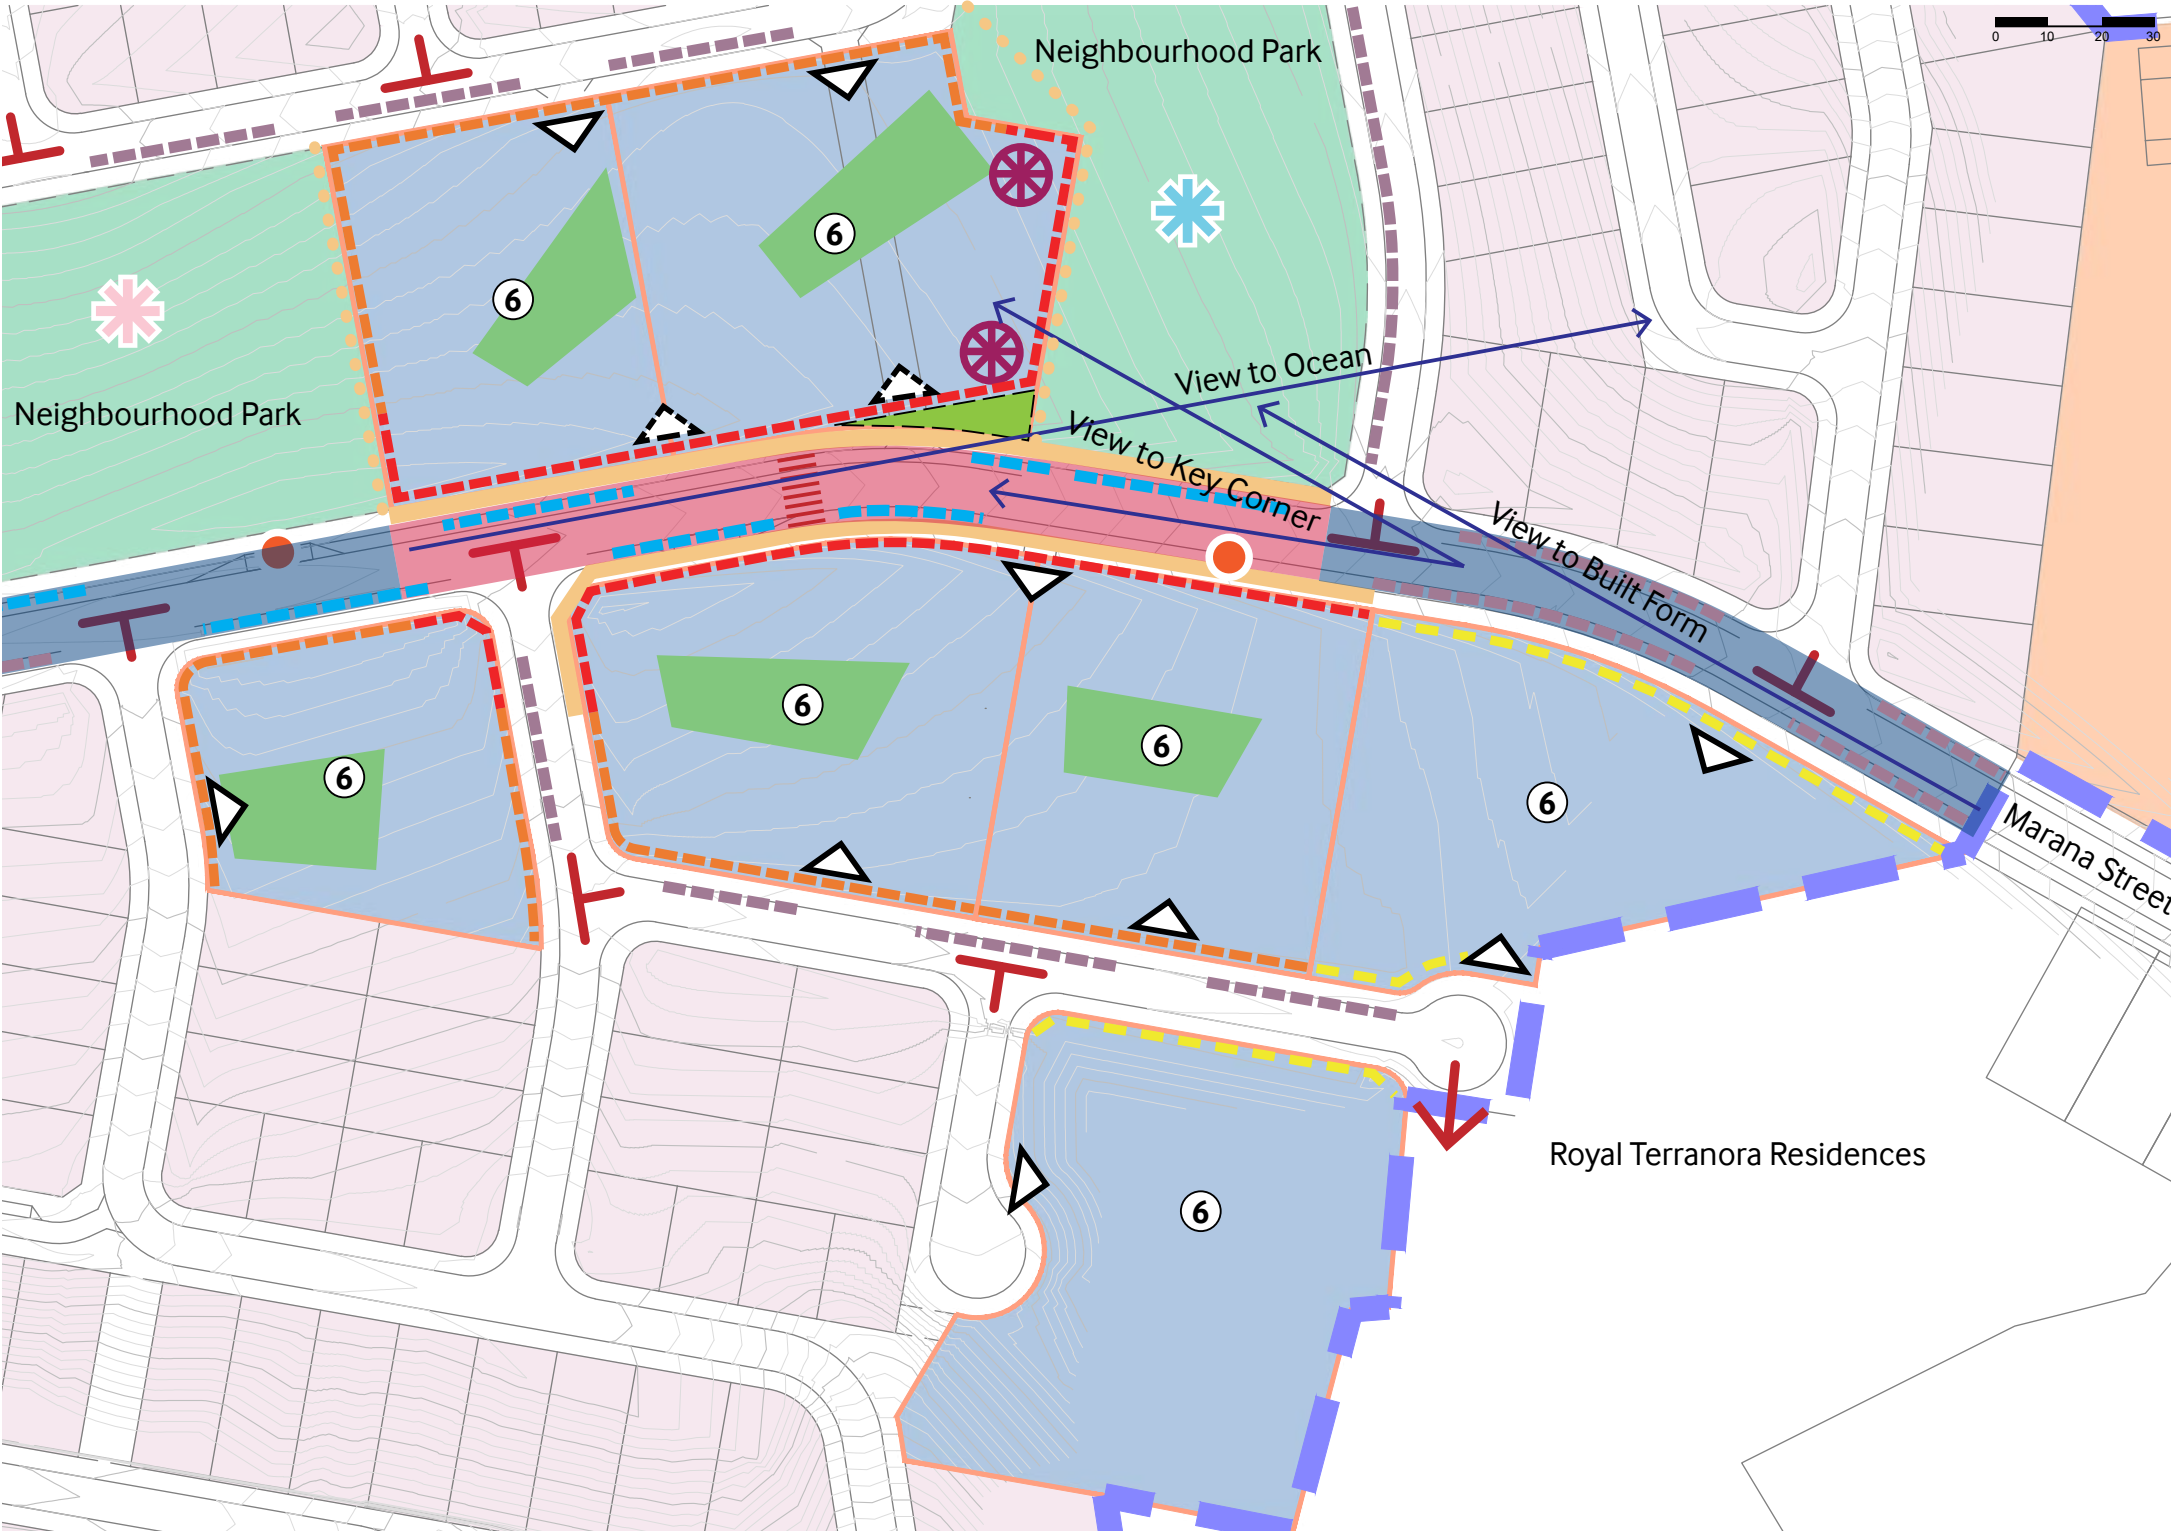 Neighbourhood Park
0 10 20 30
6
6
View to Ocean
Neighbourhood Park
View to Key Corner
View to Built Form
6
6
6
6
Marana Street
Royal Terranora Residences
6